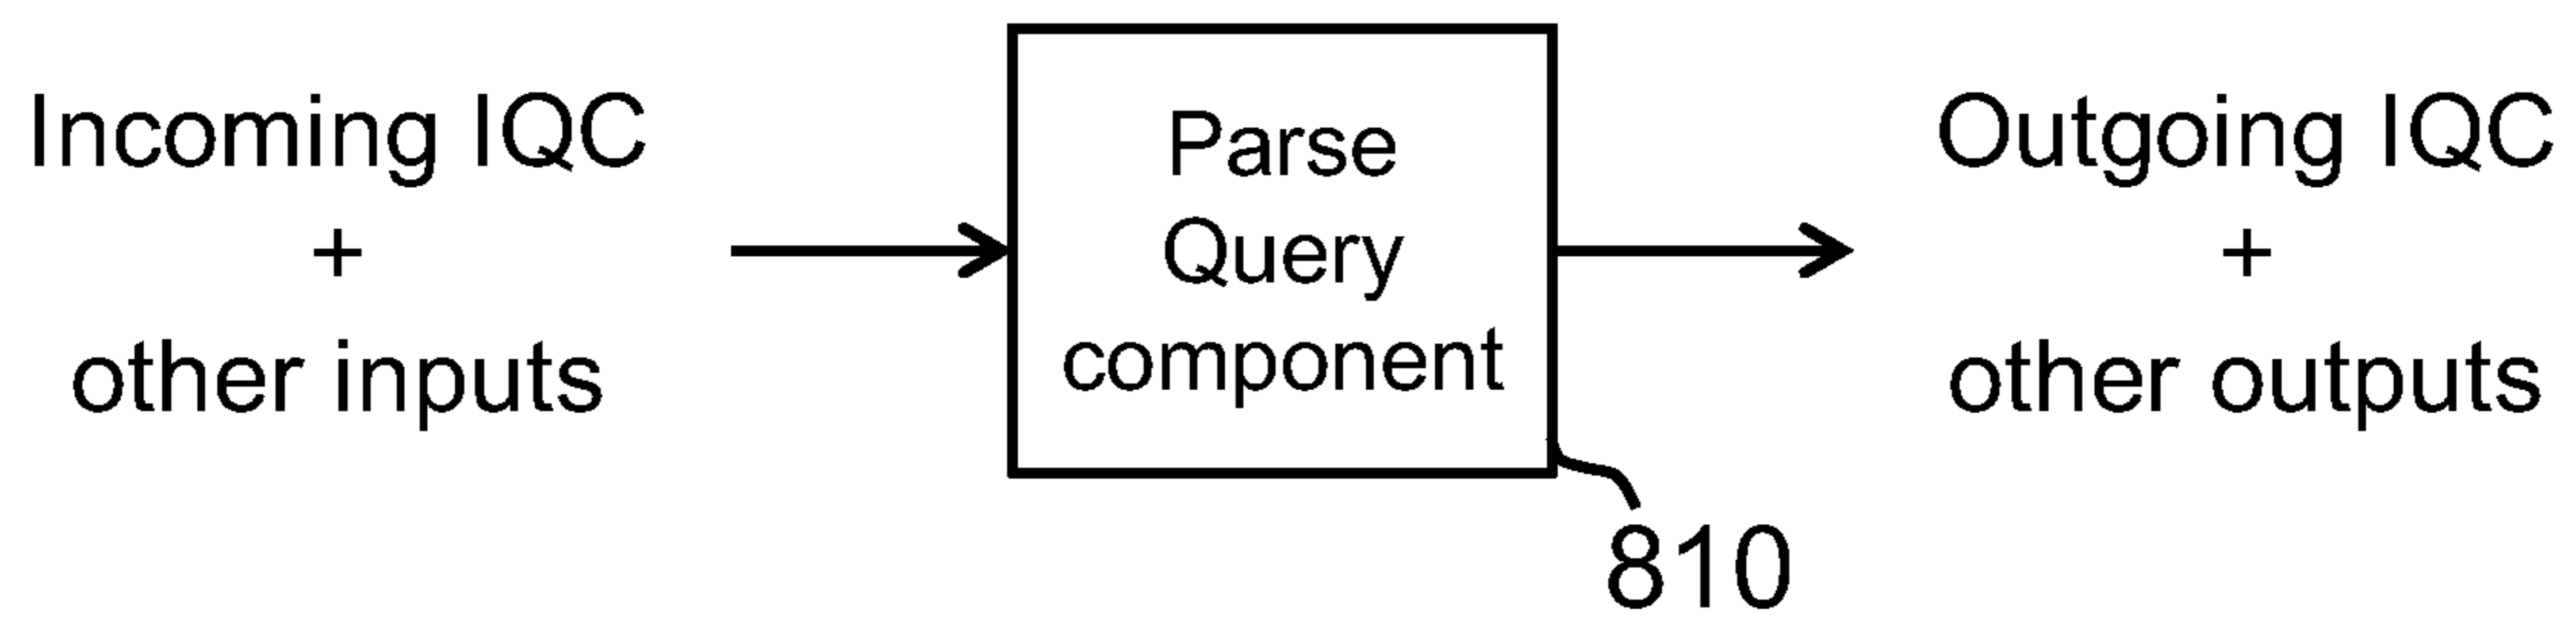 Incoming IQC
+
other inputs
Parse
Query
component
810
Outgoing IQC
+
other outputs